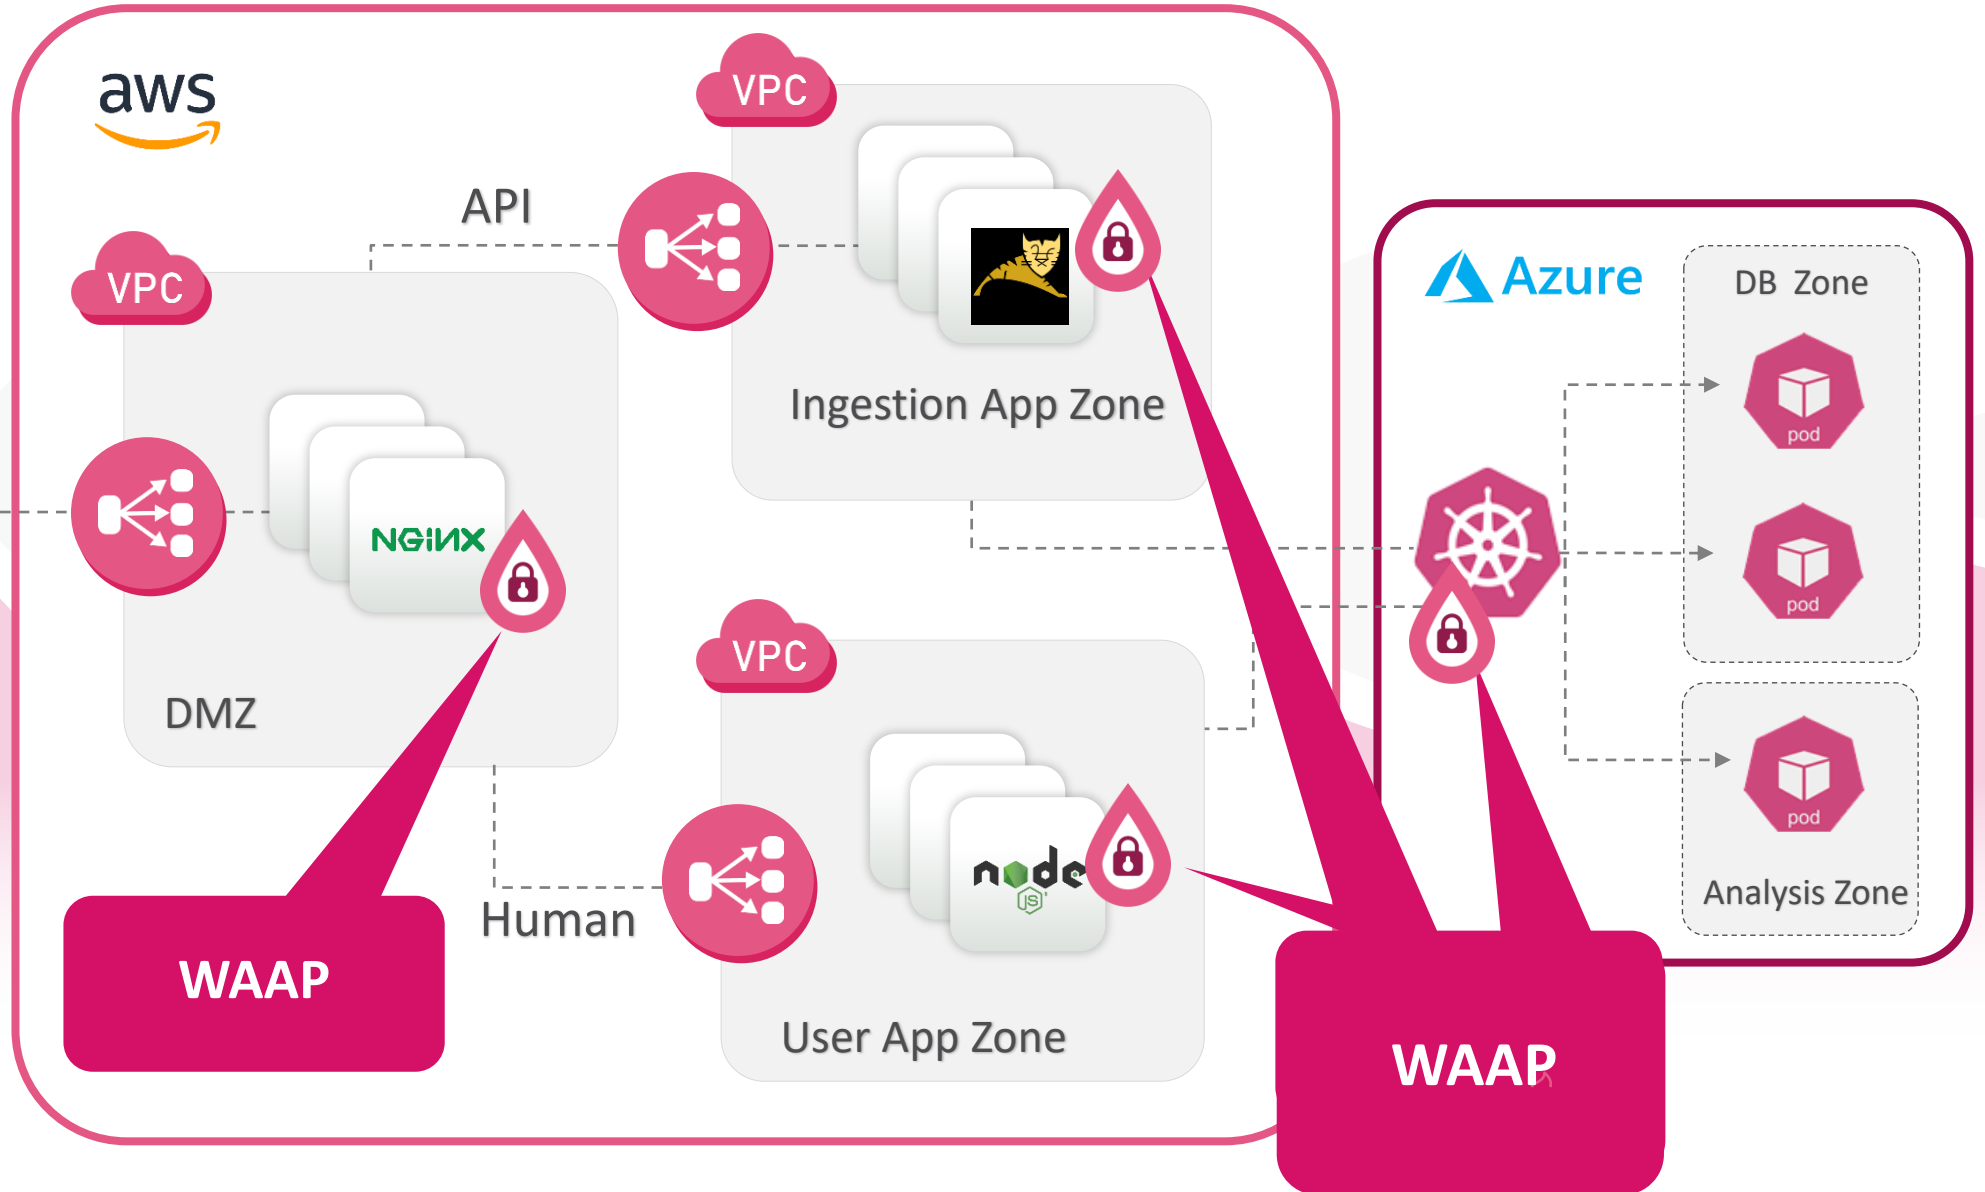 aws
VPC
API
VPC
NGINX
DMZ
Ingestion App Zone
Azure
DB Zone
pod
pod
VPC
node
JS
Human
User App Zone
pod
Analysis Zone
WAAP
WAAP